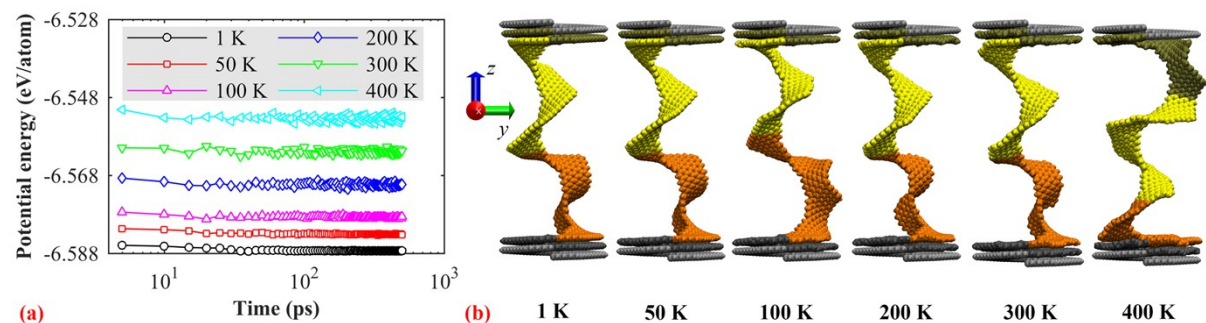 -6.528
-6.548
-6.568
-6.588
Potential energy (eV/atom)
1 K
50 K
100 K
200 K
300 K
400 K
10¹
10²
10³
Time (ps)
(a)
z
y
x
1 K
50 K
100 K
200 K
300 K
400 K
(b)